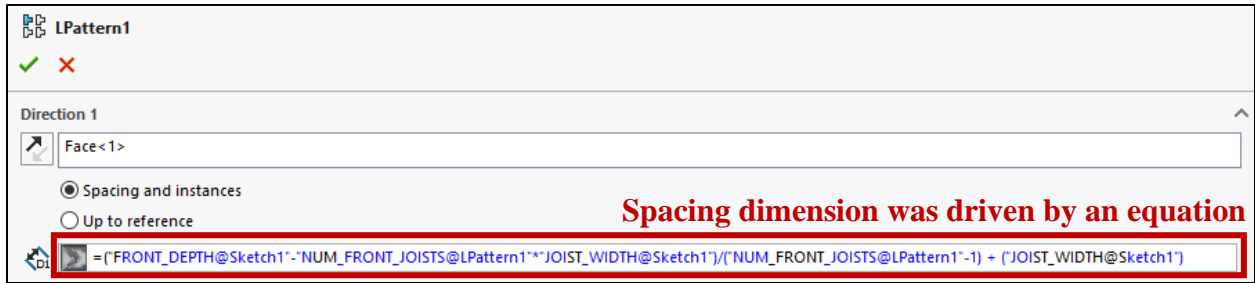 LPattern1
Direction 1
Face<1>
Spacing and instances
Up to reference
Spacing dimension was driven by an equation
D1
=("FRONT_DEPTH@Sketch1"-"NUM_FRONT_JOISTS@LPattern1"*"JOIST_WIDTH@Sketch1")/("NUM_FRONT_JOISTS@LPattern1"-1) + ("JOIST_WIDTH@Sketch1")